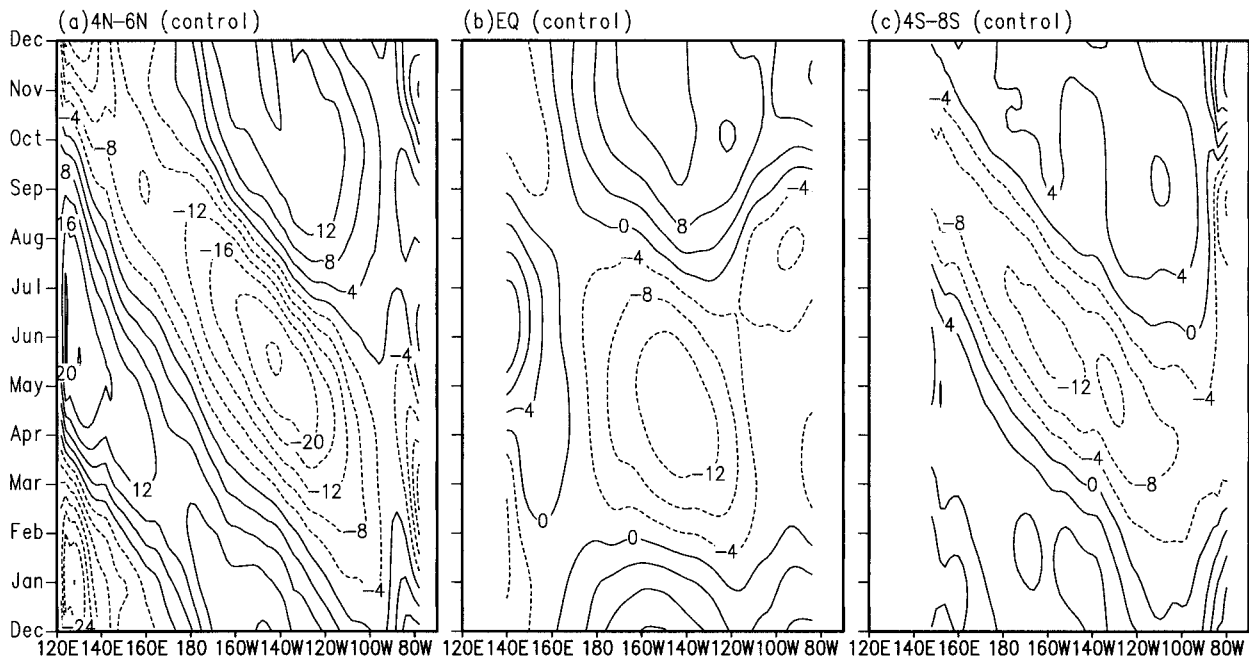 (a)4N-6N (control)
(b)EQ (control)
(c)4S-8S (control)
Dec
Nov
Oct
Sep
Aug
Jul
Jun
May
Apr
Mar
Feb
Jan
Dec
-4
-8
8
16
-12
-16
12
8
4
-4
20
-20
12
-12
-8
-4
-24
-4
8
0
-4
-4
-8
4
-12
0
0
-4
-4
4
-8
4
4
0
-12
-4
-4
0
-8
120E 140E 160E 180 160W 140W 120W 100W 80W
120E 140E 160E 180 160W 140W 120W 100W 80W
120E 140E 160E 180 160W 140W 120W 100W 80W